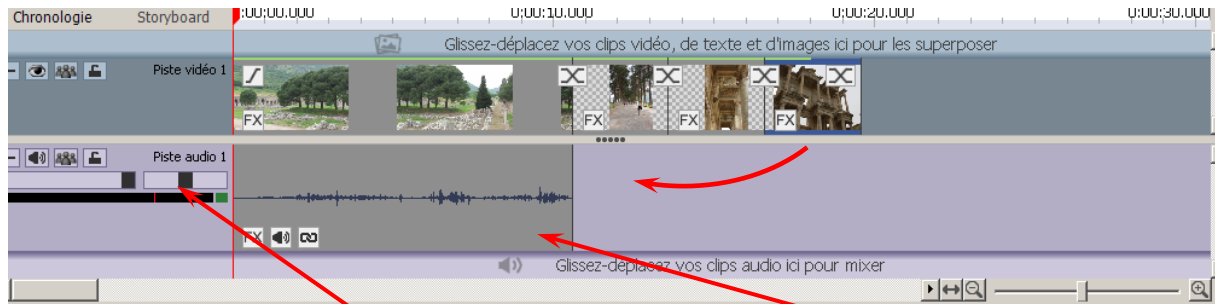 Chronologie Storyboard 0;00;00.000 0;00;10.000 0;00;20.000 0;00;30.000
Glissez-déplacez vos clips vidéo, de texte et d'images ici pour les superposer
Piste vidéo 1
FX FX FX FX
Piste audio 1
FX
Glissez-déplacez vos clips audio ici pour mixer